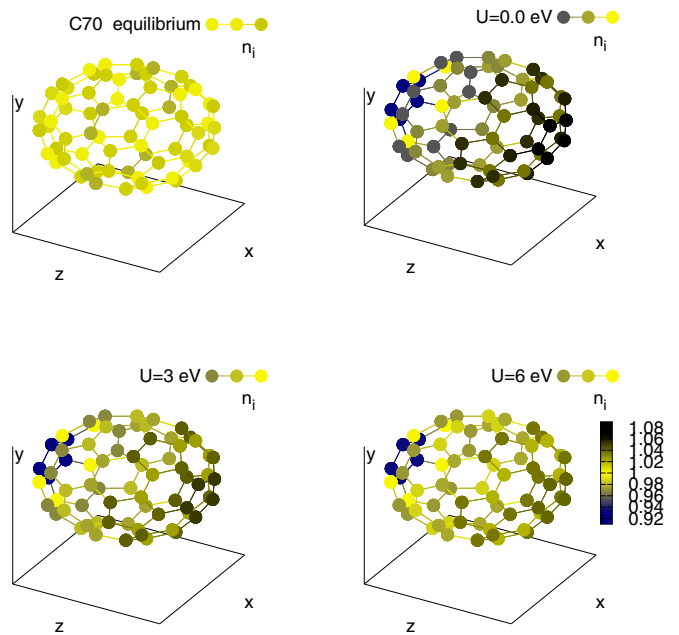 C70 equilibrium
n_i
y
x
z
U=0.0 eV
n_i
y
x
z
U=3 eV
n_i
y
x
z
U=6 eV
n_i
y
x
z
1.08
1.06
1.04
1.02
1
0.98
0.96
0.94
0.92